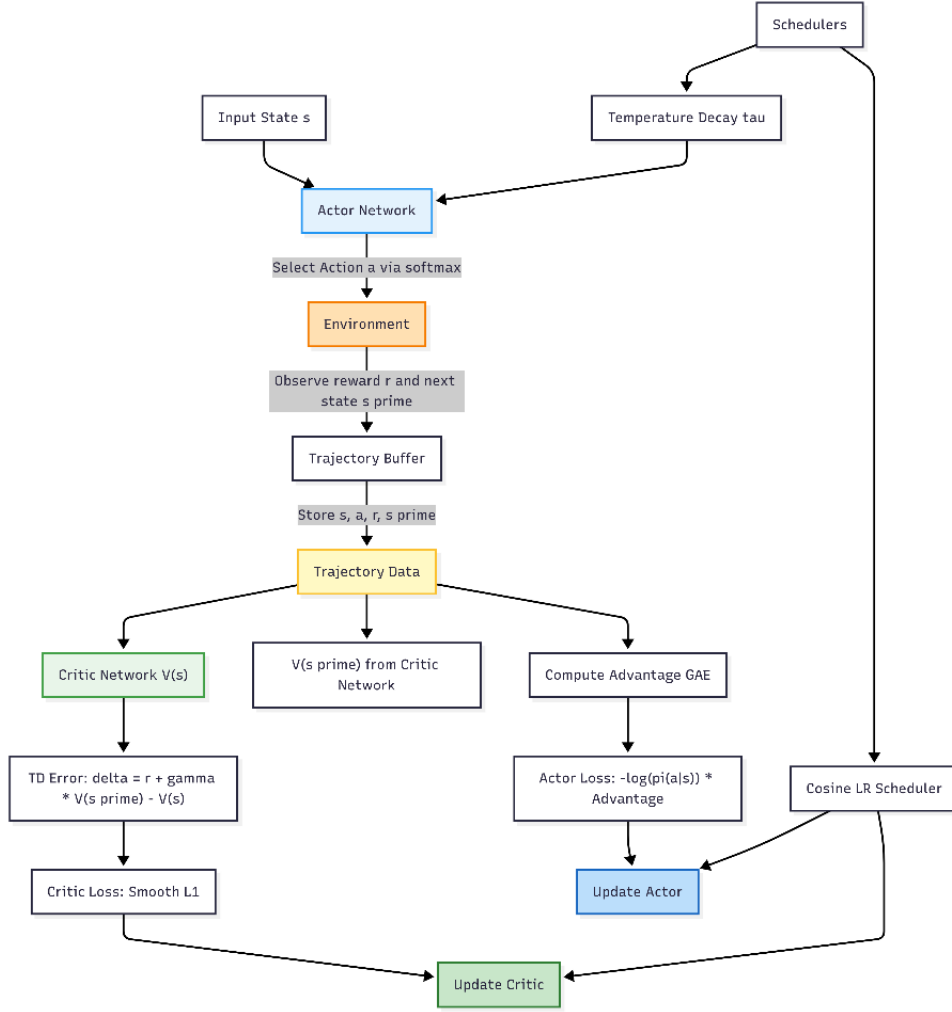 Schedulers
Input State s
Temperature Decay tau
Actor Network
Select Action a via softmax
Environment
Observe reward r and next
state s prime
Trajectory Buffer
Store s, a, r, s prime
Trajectory Data
Critic Network V(s)
V(s prime) from Critic
Network
Compute Advantage GAE
TD Error: delta = r + gamma
* V(s prime) - V(s)
Actor Loss: -log(pi(a|s)) *
Advantage
Cosine LR Scheduler
Critic Loss: Smooth L1
Update Actor
Update Critic